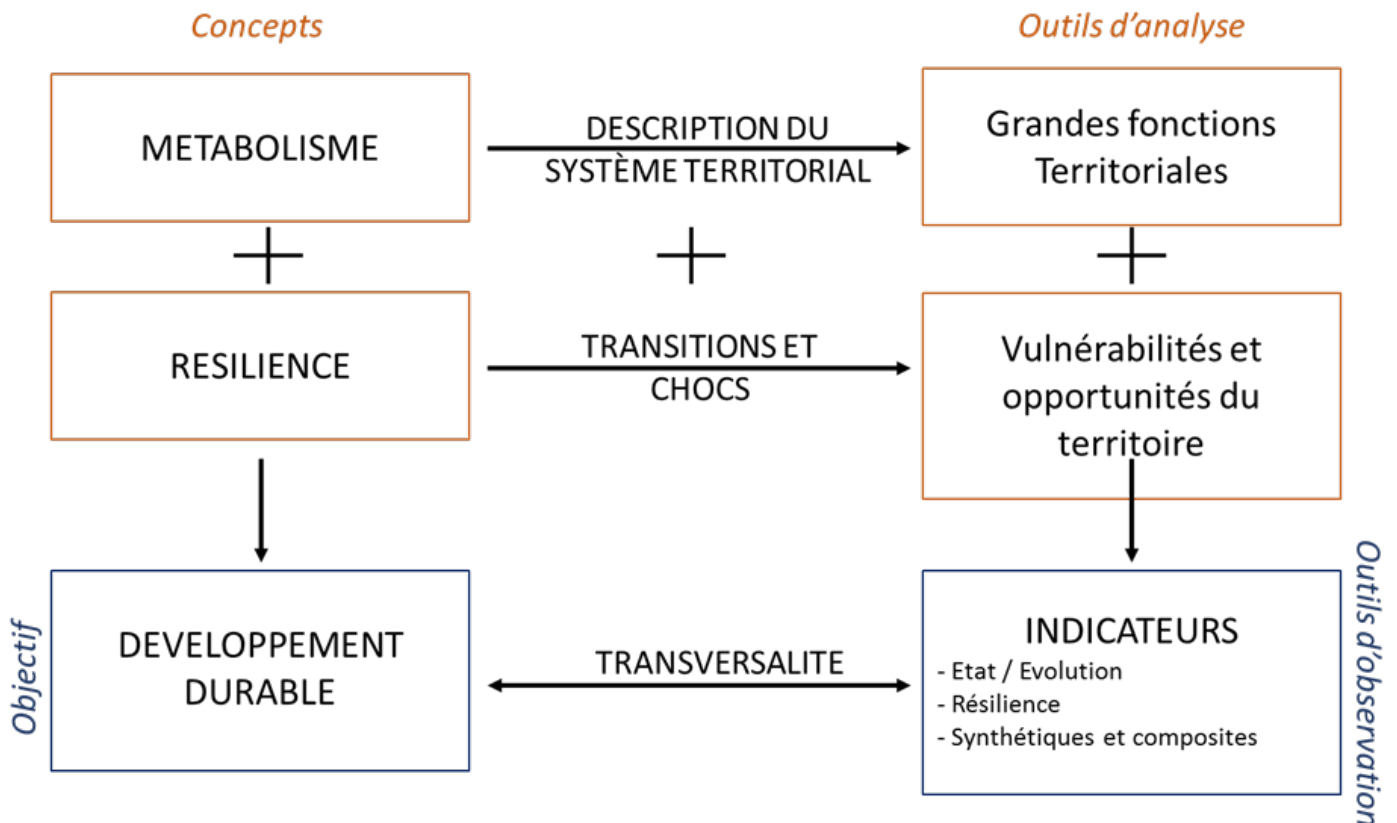 Concepts
Outils d'analyse
METABOLISME
DESCRIPTION DU
SYSTÈME TERRITORIAL
Grandes fonctions
Territoriales
RESILIENCE
TRANSITIONS ET
CHOCS
Vulnérabilités et
opportunités du
territoire
Objectif
DEVELOPPEMENT
DURABLE
TRANSVERSALITE
INDICATEURS
- Etat / Evolution
- Résilience
- Synthétiques et composites
Outils d'observation